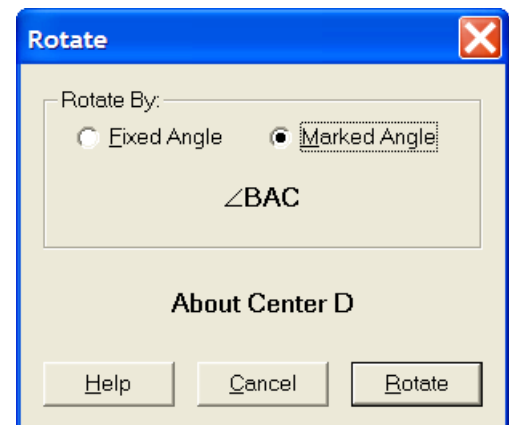 Rotate
Rotate By:
Fixed Angle Marked Angle
∠BAC
About Center D
Help Cancel Rotate